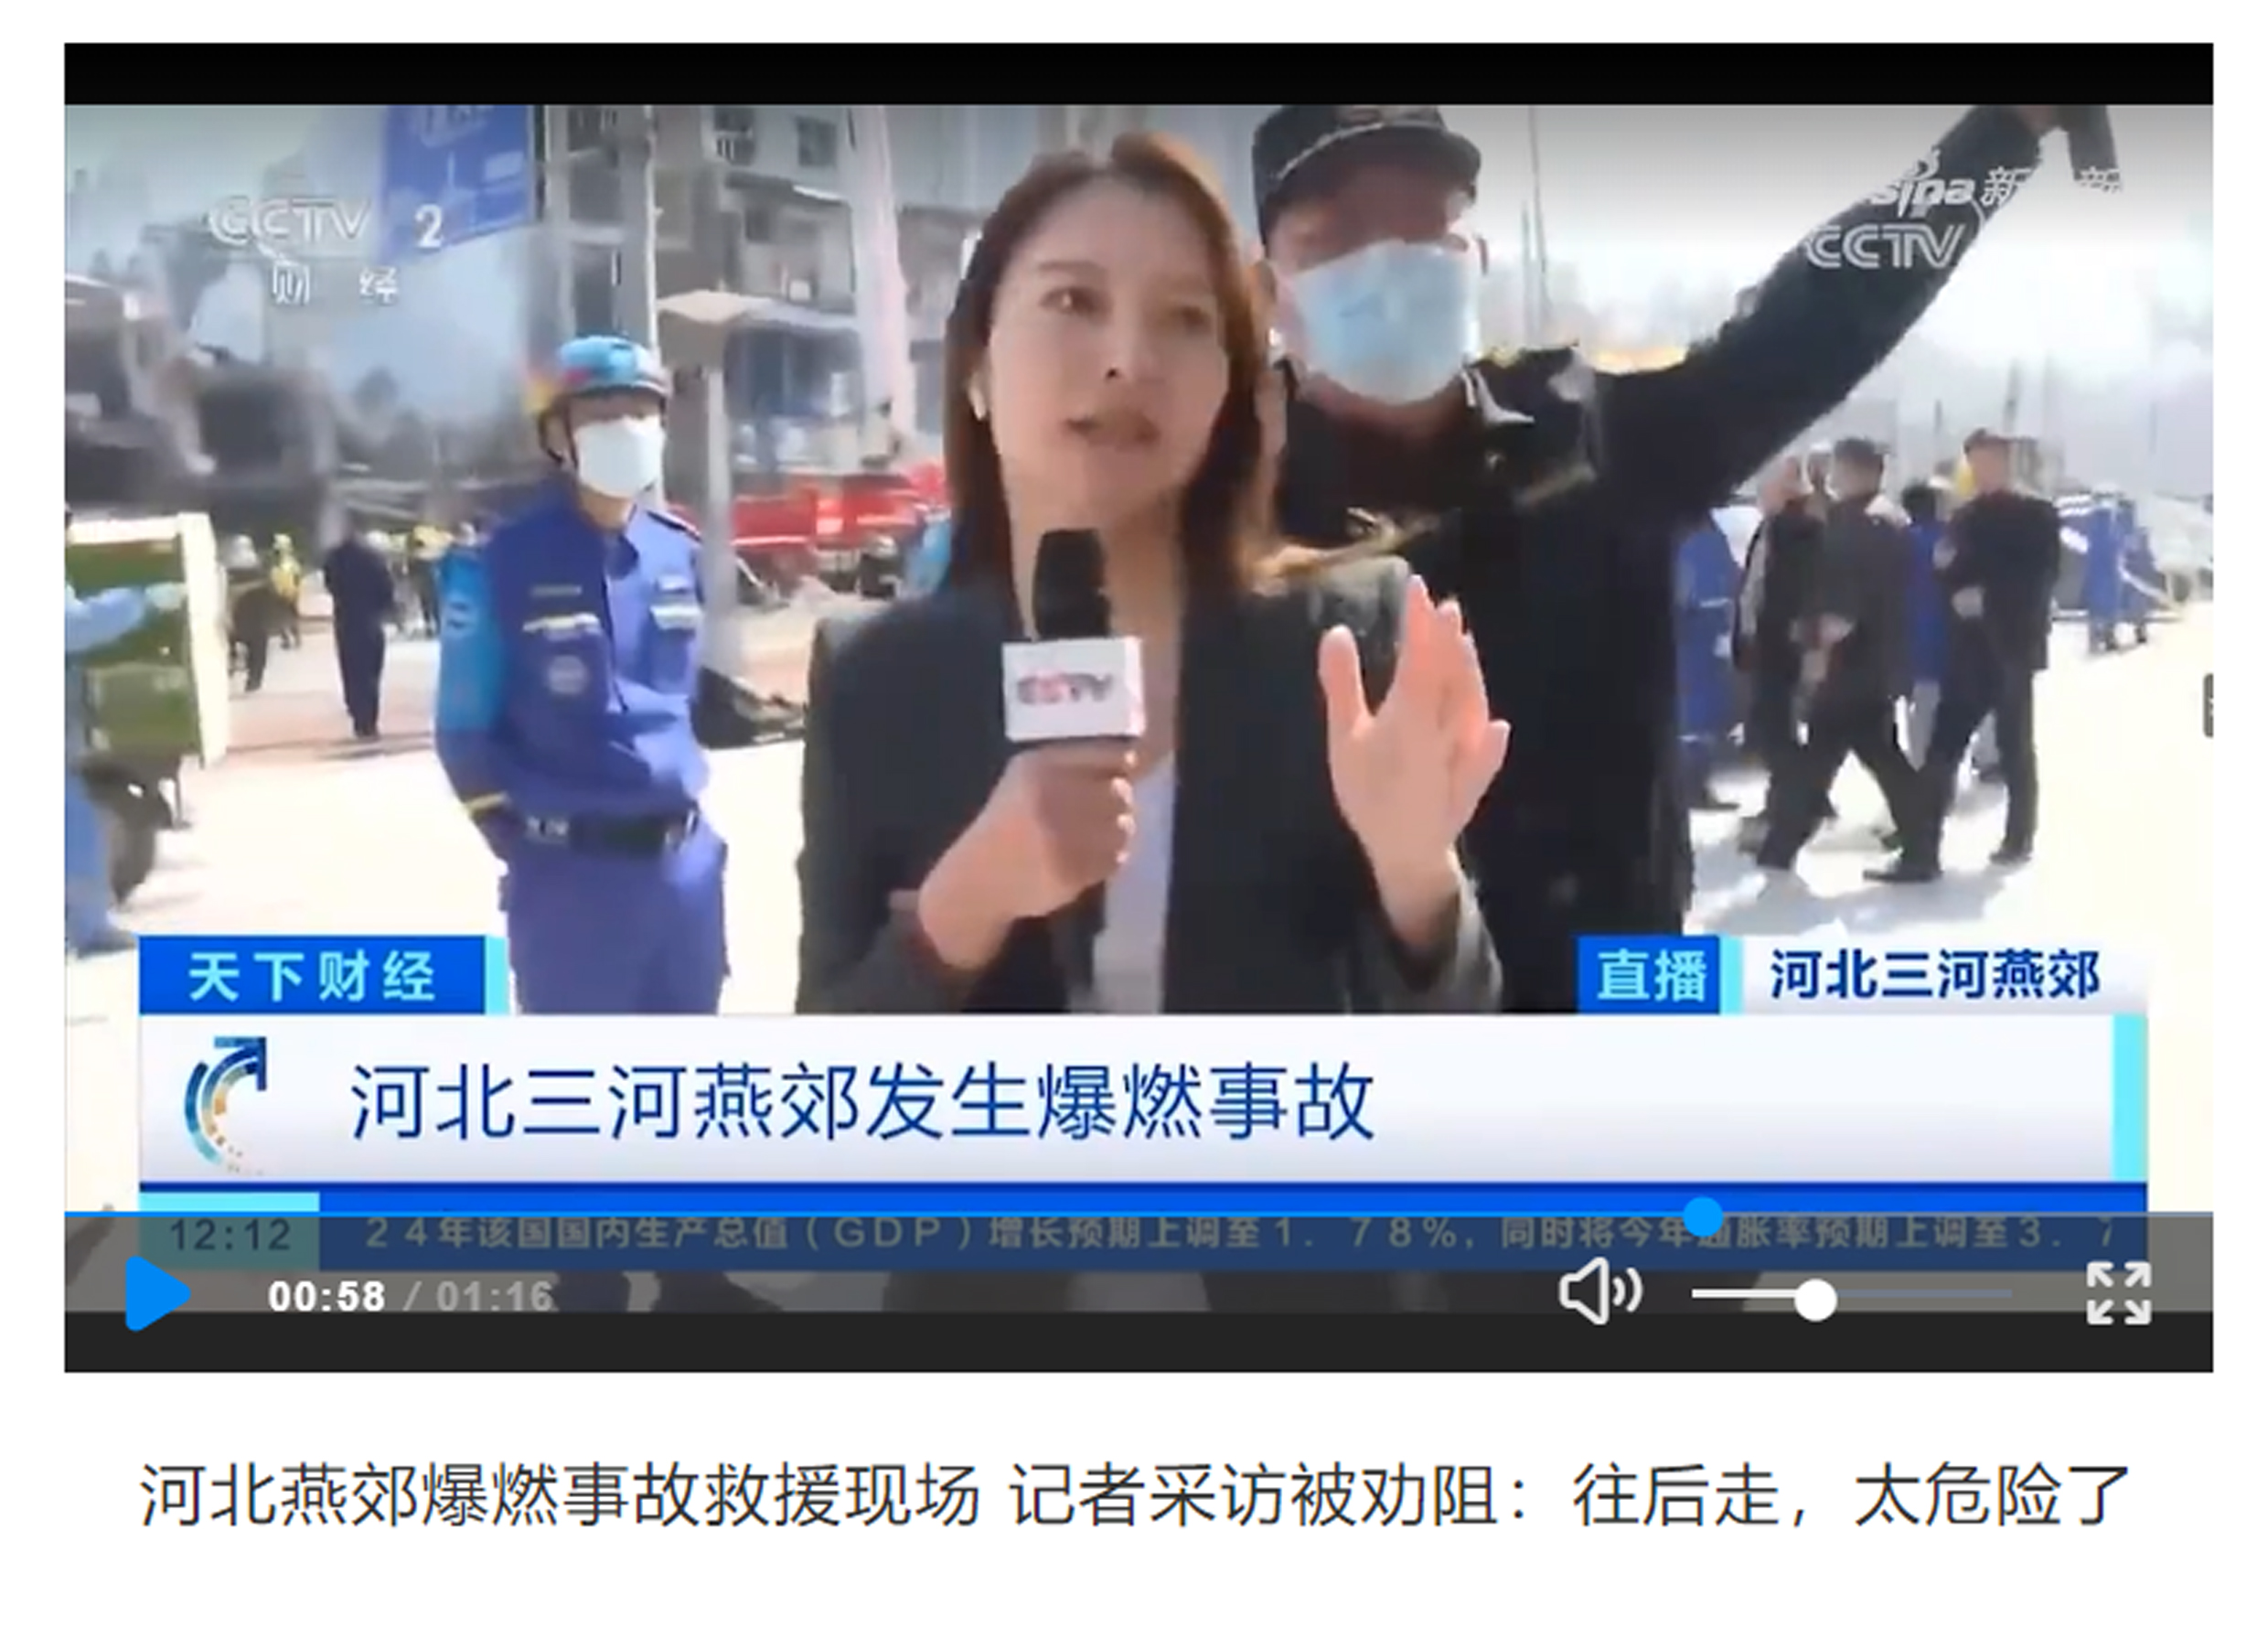 CCTV 2
财 经
sina 新
CCTV
CCTV
天下财经
直播 河北三河燕郊
河北三河燕郊发生爆燃事故
12:12 24年该国国内生产总值（GDP）增长预期上调至1.78%，同时将今年通胀率预期上调至3.7
00:58 / 01:16
河北燕郊爆燃事故救援现场 记者采访被劝阻：往后走，太危险了